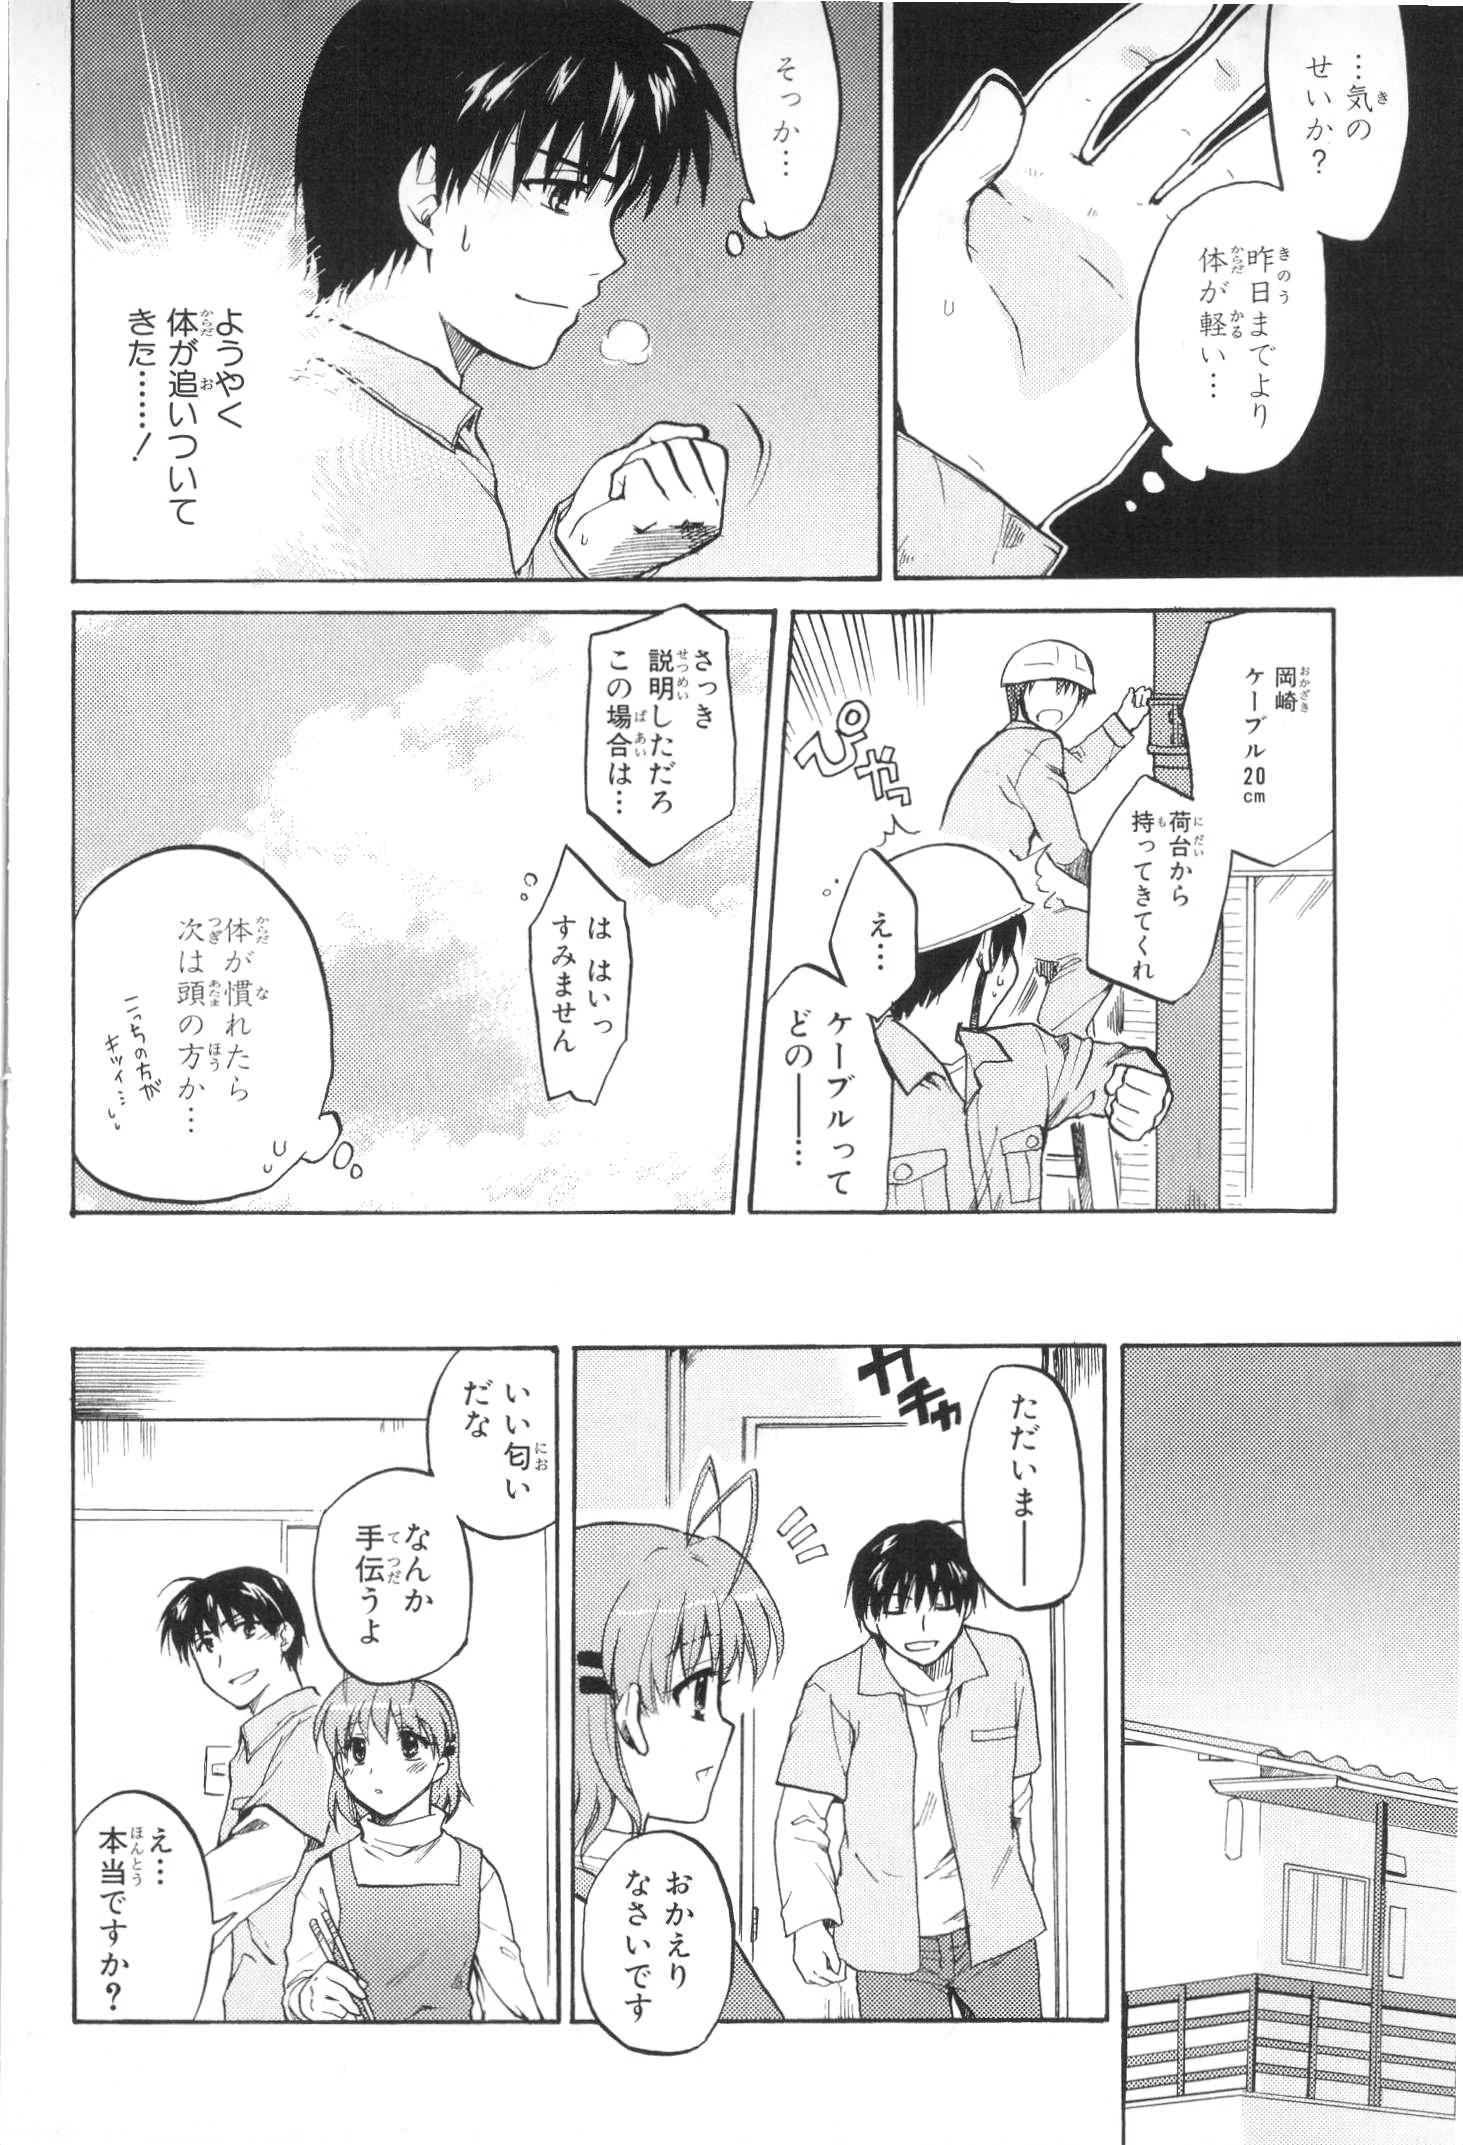 …気の
せいか？
昨日までより
体が軽い…
そっか…
ようやく
体が追いついて
きた……！
岡崎
ケーブル20cm
荷台から
持ってきてくれ
ぴゃっ
え…
ケーブルって
どの――…
さっき
説明しただろ
この場合は…
は はいっ
すみません
体が慣れたら
次は頭の方か…
こっちの方が
キツイ…
ガチャ
ただいまー
おかえり
なさいです
いい匂い
だな
なんか
手伝うよ
え…
本当ですか？